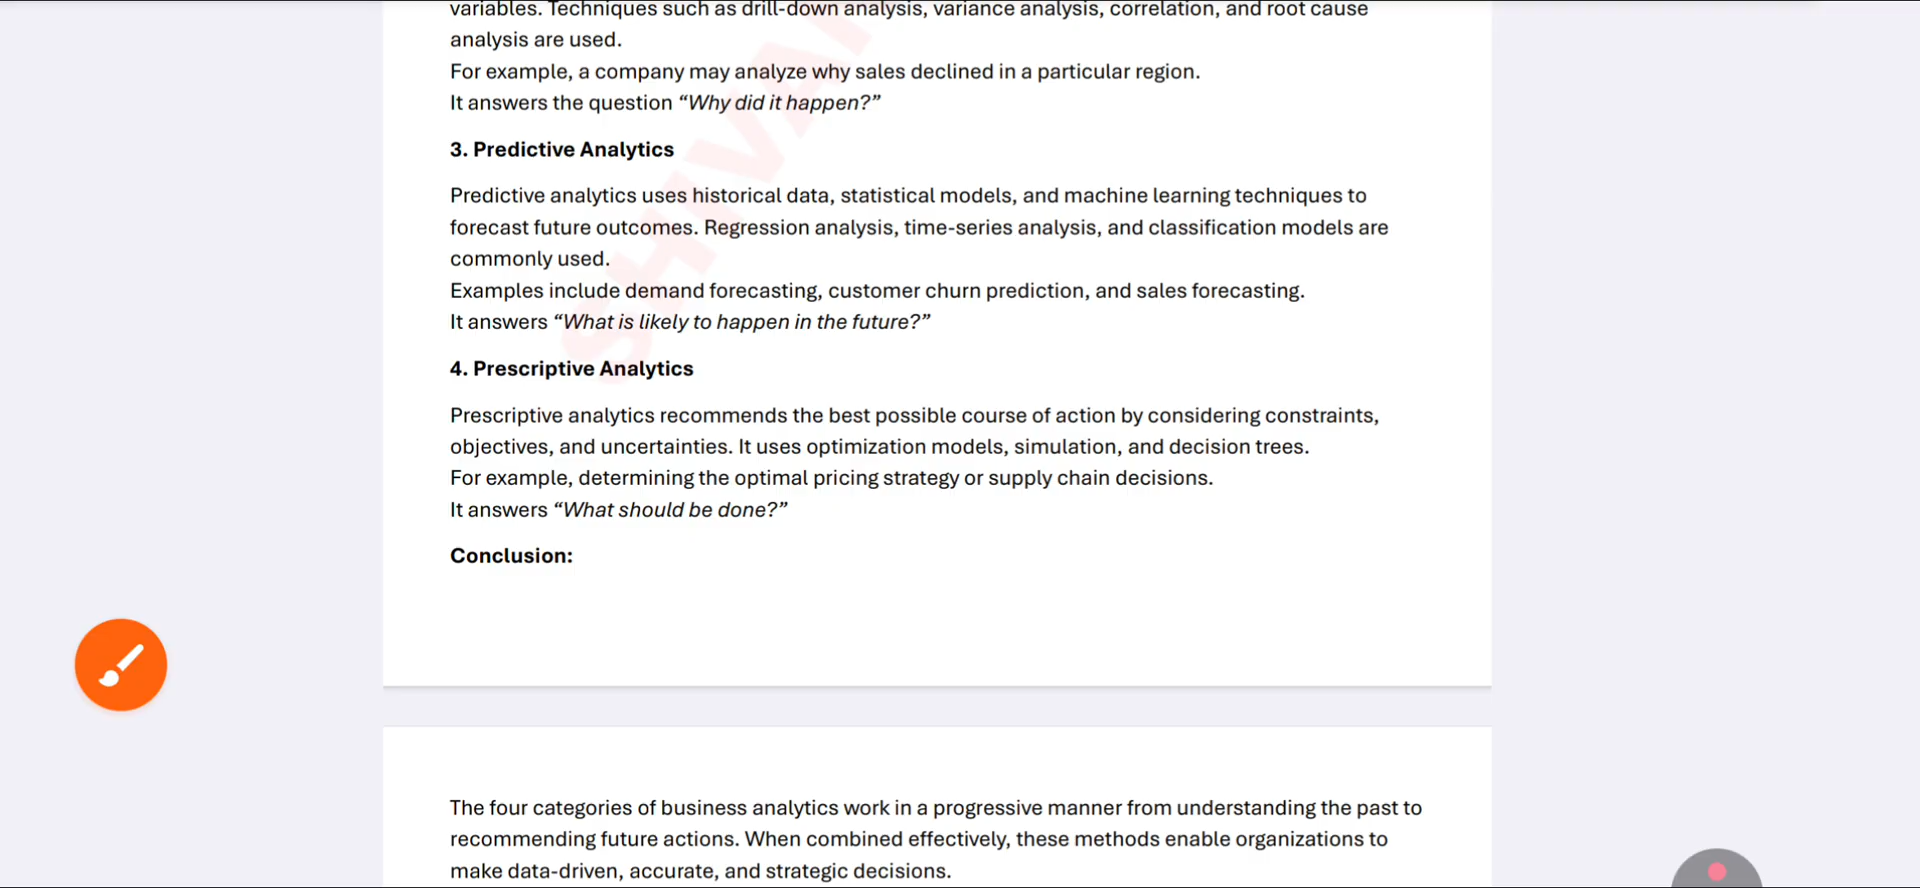 variables. Techniques such as drill-down analysis, variance analysis, correlation, and root cause
analysis are used.
For example, a company may analyze why sales declined in a particular region.
It answers the question “Why did it happen?”
3. Predictive Analytics
Predictive analytics uses historical data, statistical models, and machine learning techniques to
forecast future outcomes. Regression analysis, time-series analysis, and classification models are
commonly used.
Examples include demand forecasting, customer churn prediction, and sales forecasting.
It answers “What is likely to happen in the future?”
4. Prescriptive Analytics
Prescriptive analytics recommends the best possible course of action by considering constraints,
objectives, and uncertainties. It uses optimization models, simulation, and decision trees.
For example, determining the optimal pricing strategy or supply chain decisions.
It answers “What should be done?”
Conclusion:
The four categories of business analytics work in a progressive manner from understanding the past to
recommending future actions. When combined effectively, these methods enable organizations to
make data-driven, accurate, and strategic decisions.